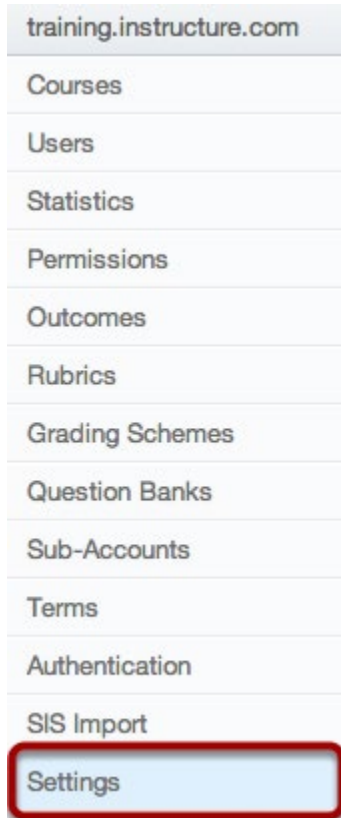 training.instructure.com
Courses
Users
Statistics
Permissions
Outcomes
Rubrics
Grading Schemes
Question Banks
Sub-Accounts
Terms
Authentication
SIS Import
Settings